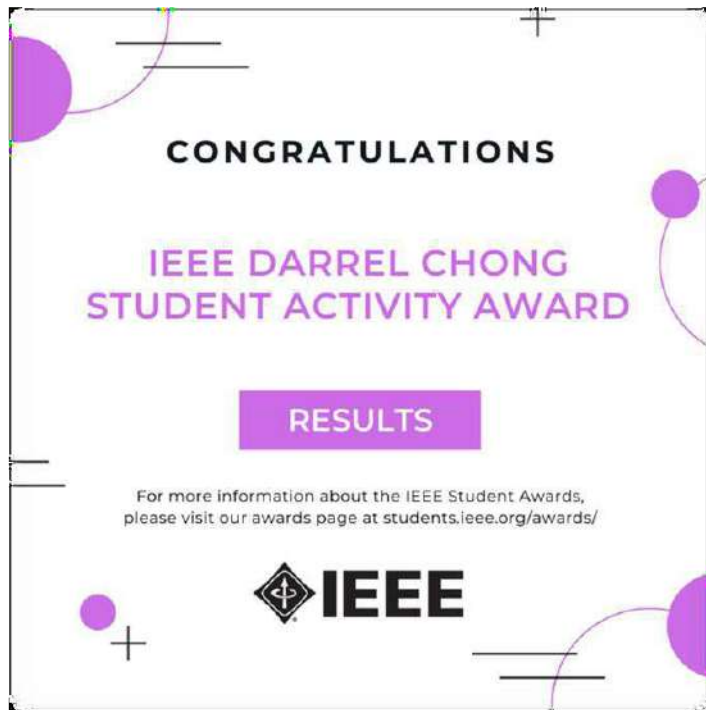 CONGRATULATIONS
IEEE DARREL CHONG
STUDENT ACTIVITY AWARD
RESULTS
For more information about the IEEE Student Awards,
please visit our awards page at students.ieee.org/awards/
IEEE